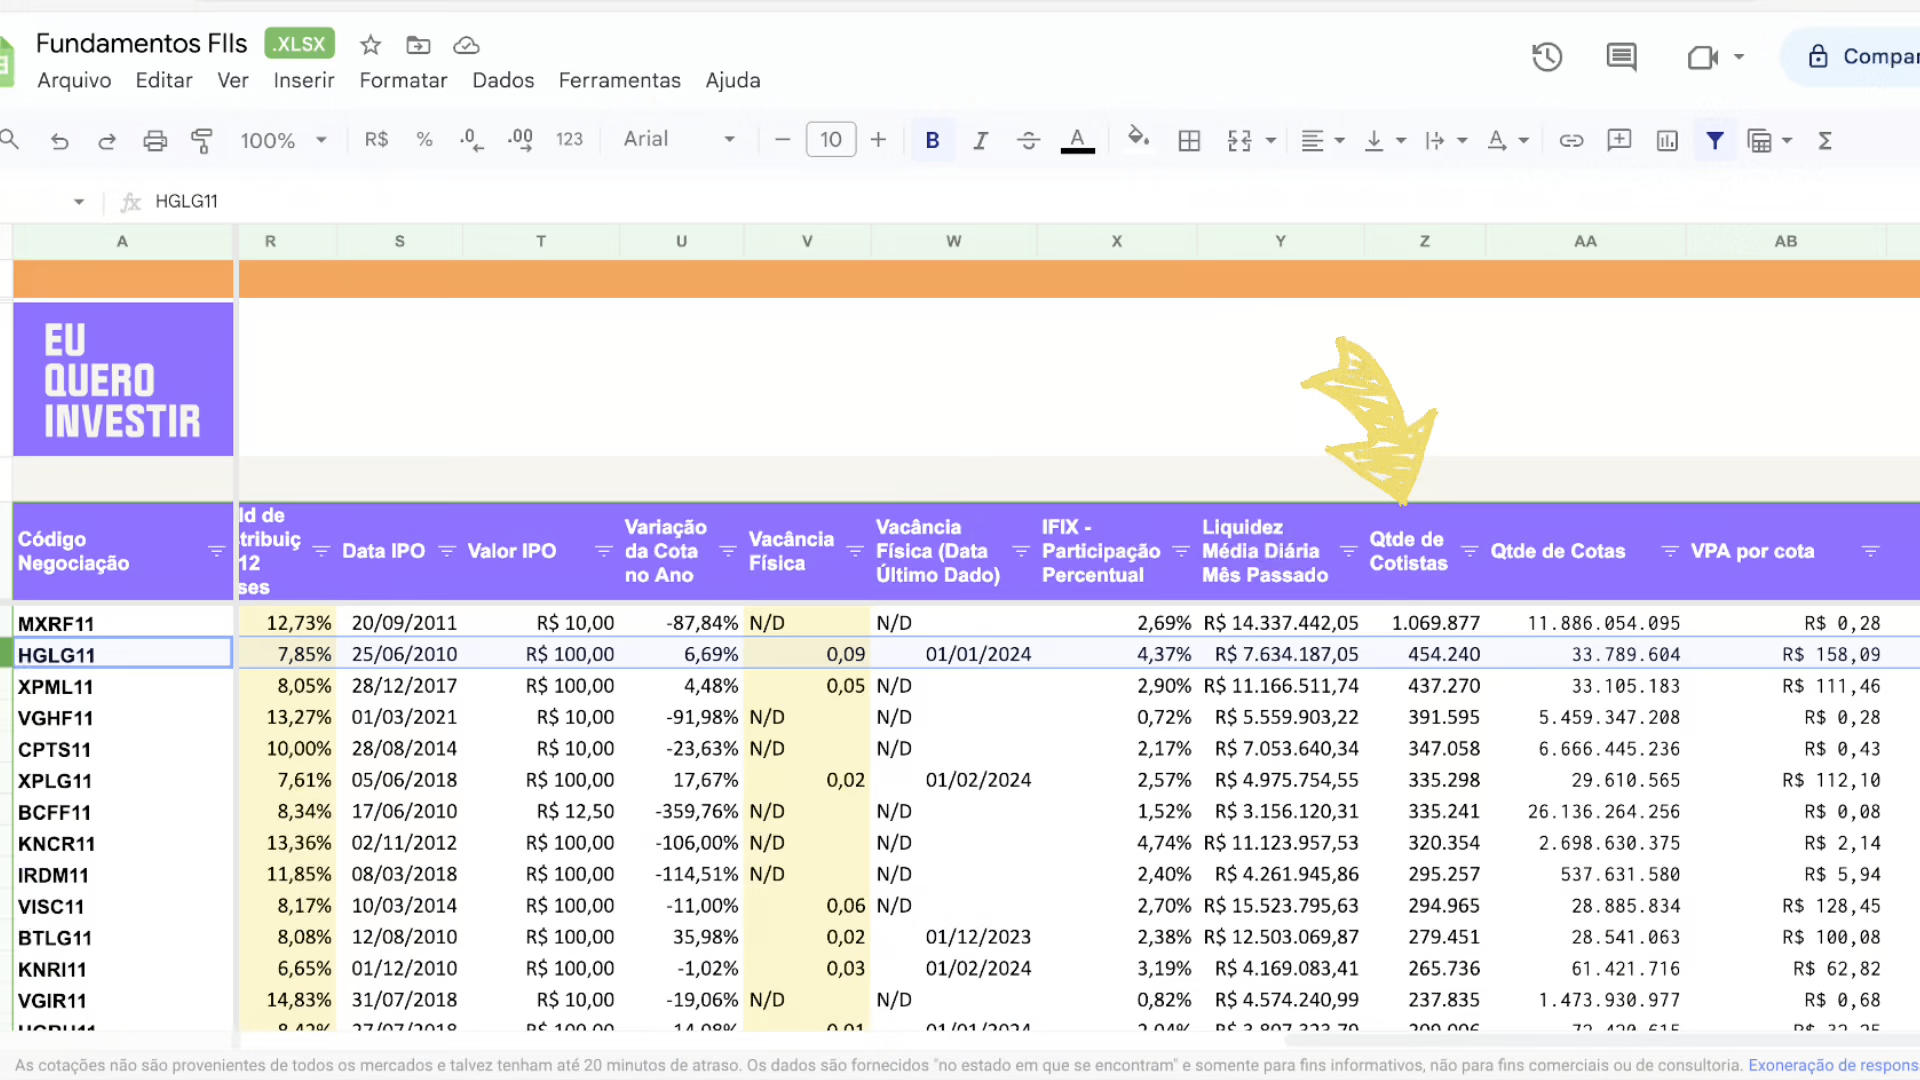 Fundamentos FIIs .XLSX
Arquivo Editar Ver Inserir Formatar Dados Ferramentas Ajuda
100% R$ % .0 .00 123 Arial 10 B I A A Σ
fx HGLG11
A R S T U V W X Y Z AA AB
EU
QUERO
INVESTIR
Código Negociação tribuiç 12 ses Data IPO Valor IPO Variação da Cota no Ano Vacância Física Vacância Física (Data Último Dado) IFIX - Participação Percentual Liquidez Média Diária Mês Passado Qtde de Cotistas Qtde de Cotas VPA por cota
MXRF11 12,73% 20/09/2011 R$ 10,00 -87,84% N/D N/D 2,69% R$ 14.337.442,05 1.069.877 11.886.054.095 R$ 0,28
HGLG11 7,85% 25/06/2010 R$ 100,00 6,69% 0,09 01/01/2024 4,37% R$ 7.634.187,05 454.240 33.789.604 R$ 158,09
XPML11 8,05% 28/12/2017 R$ 100,00 4,48% 0,05 N/D 2,90% R$ 11.166.511,74 437.270 33.105.183 R$ 111,46
VGHF11 13,27% 01/03/2021 R$ 10,00 -91,98% N/D N/D 0,72% R$ 5.559.903,22 391.595 5.459.347.208 R$ 0,28
CPTS11 10,00% 28/08/2014 R$ 10,00 -23,63% N/D N/D 2,17% R$ 7.053.640,34 347.058 6.666.445.236 R$ 0,43
XPLG11 7,61% 05/06/2018 R$ 100,00 17,67% 0,02 01/02/2024 2,57% R$ 4.975.754,55 335.298 29.610.565 R$ 112,10
BCFF11 8,34% 17/06/2010 R$ 12,50 -359,76% N/D N/D 1,52% R$ 3.156.120,31 335.241 26.136.264.256 R$ 0,08
KNCR11 13,36% 02/11/2012 R$ 100,00 -106,00% N/D N/D 4,74% R$ 11.123.957,53 320.354 2.698.630.375 R$ 2,14
IRDM11 11,85% 08/03/2018 R$ 100,00 -114,51% N/D N/D 2,40% R$ 4.261.945,86 295.257 537.631.580 R$ 5,94
VISC11 8,17% 10/03/2014 R$ 100,00 -11,00% 0,06 N/D 2,70% R$ 15.523.795,63 294.965 28.885.834 R$ 128,45
BTLG11 8,08% 12/08/2010 R$ 100,00 35,98% 0,02 01/12/2023 2,38% R$ 12.503.069,87 279.451 28.541.063 R$ 100,08
KNRI11 6,65% 01/12/2010 R$ 100,00 -1,02% 0,03 01/02/2024 3,19% R$ 4.169.083,41 265.736 61.421.716 R$ 62,82
VGIR11 14,83% 31/07/2018 R$ 10,00 -19,06% N/D N/D 0,82% R$ 4.574.240,99 237.835 1.473.930.977 R$ 0,68
As cotações não são provenientes de todos os mercados e talvez tenham até 20 minutos de atraso. Os dados são fornecidos "no estado em que se encontram" e somente para fins informativos, não para fins comerciais ou de consultoria. Exoneração de respons